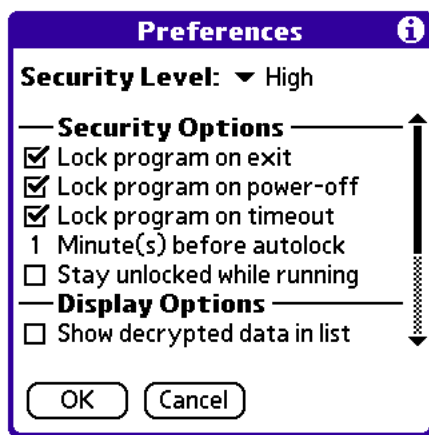 Preferences
Security Level: High
Security Options
Lock program on exit
Lock program on power-off
Lock program on timeout
1 Minute(s) before autolock
Stay unlocked while running
Display Options
Show decrypted data in list
OK Cancel